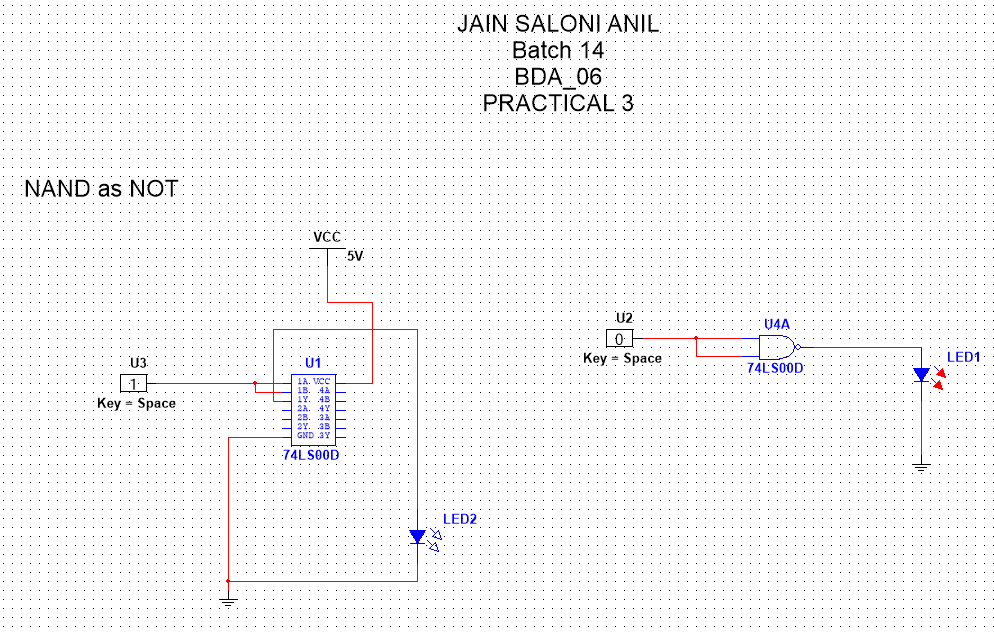 JAIN SALONI ANIL
Batch 14
BDA_06
PRACTICAL 3
NAND as NOT
VCC
5V
U3
1
Key = Space
U1
1A VCC
1B 4A
1Y 4B
2A 4Y
2B 3A
2Y 3B
GND 3Y
74LS00D
LED2
U2
0
Key = Space
U4A
74LS00D
LED1